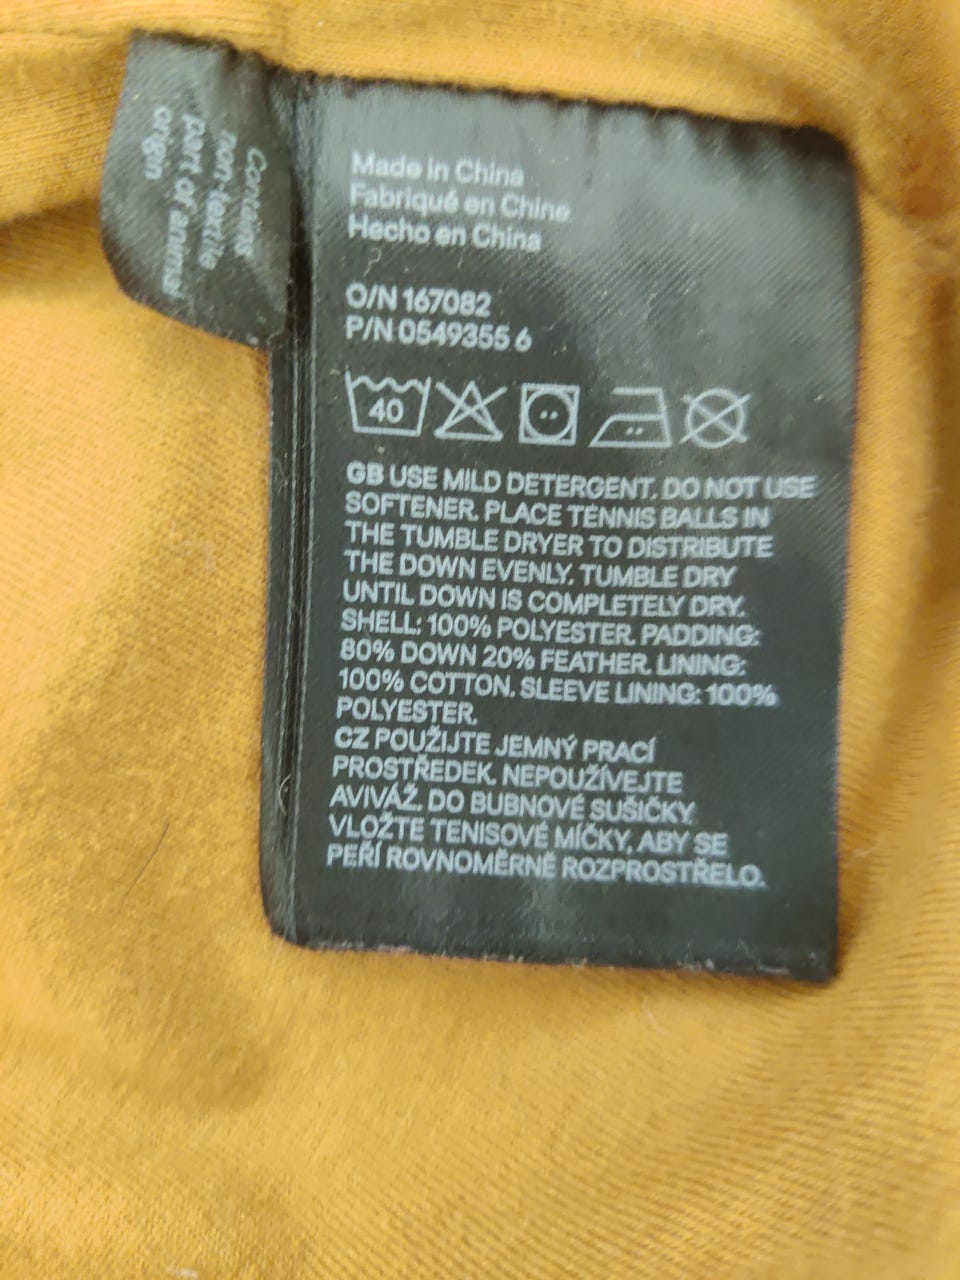 Contains
non-textile
part of animal
origin
Made in China
Fabriqué en Chine
Hecho en China
O/N 167082
P/N 0549355 6
40
GB USE MILD DETERGENT. DO NOT USE
SOFTENER. PLACE TENNIS BALLS IN
THE TUMBLE DRYER TO DISTRIBUTE
THE DOWN EVENLY. TUMBLE DRY
UNTIL DOWN IS COMPLETELY DRY.
SHELL: 100% POLYESTER. PADDING:
80% DOWN 20% FEATHER. LINING:
100% COTTON. SLEEVE LINING: 100%
POLYESTER.
CZ POUŽIJTE JEMNÝ PRACÍ
PROSTŘEDEK. NEPOUŽÍVEJTE
AVIVÁŽ. DO BUBNOVÉ SUŠIČKY
VLOŽTE TENISOVÉ MÍČKY, ABY SE
PEŘÍ ROVNOMĚRNĚ ROZPROSTŘELO.